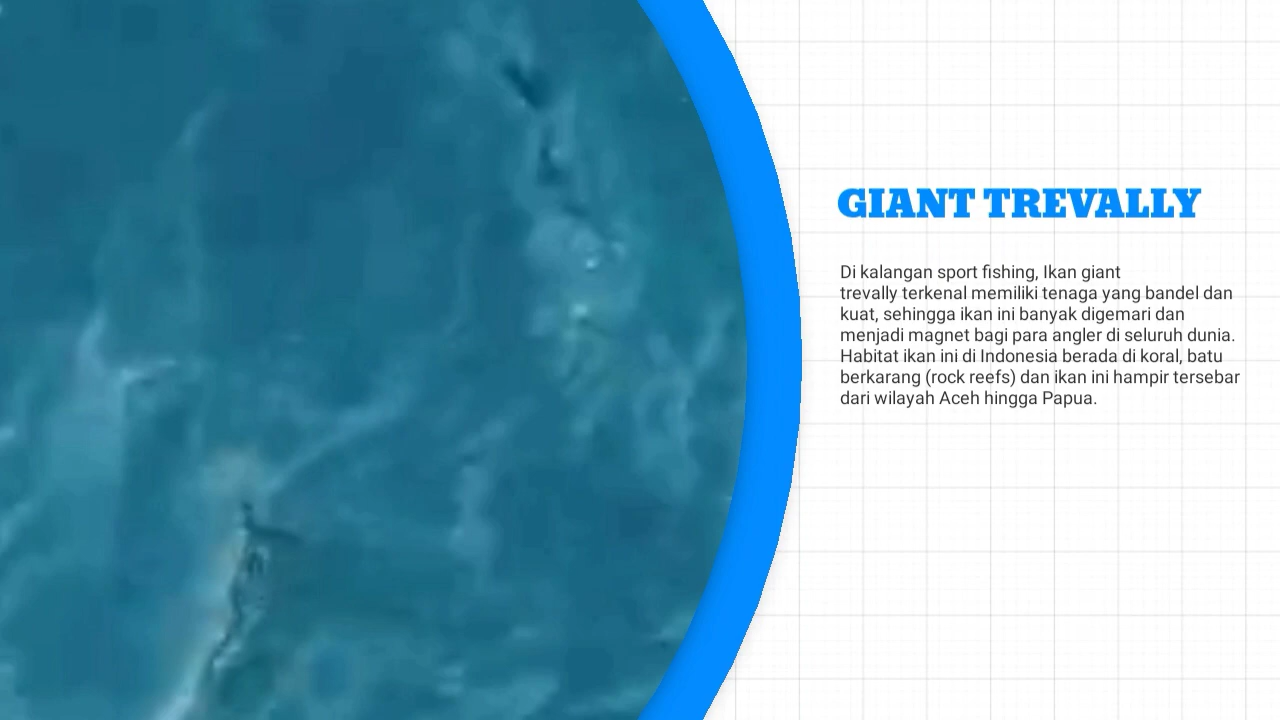 GIANT TREVALLY
Di kalangan sport fishing, Ikan giant
trevally terkenal memiliki tenaga yang bandel dan
kuat, sehingga ikan ini banyak digemari dan
menjadi magnet bagi para angler di seluruh dunia.
Habitat ikan ini di Indonesia berada di koral, batu
berkarang (rock reefs) dan ikan ini hampir tersebar
dari wilayah Aceh hingga Papua.